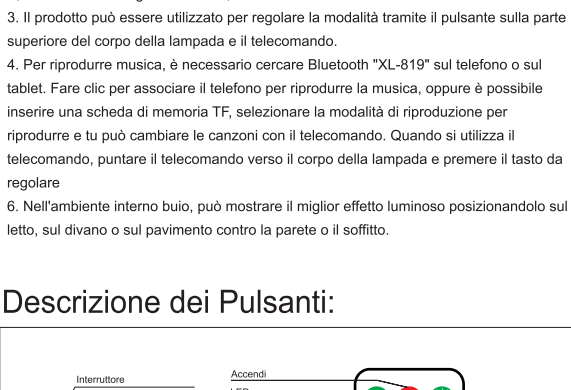 3. Il prodotto può essere utilizzato per regolare la modalità tramite il pulsante sulla parte
superiore del corpo della lampada e il telecomando.
4. Per riprodurre musica, è necessario cercare Bluetooth "XL-819" sul telefono o sul
tablet. Fare clic per associare il telefono per riprodurre la musica, oppure è possibile
inserire una scheda di memoria TF, selezionare la modalità di riproduzione per
riprodurre e tu può cambiare le canzoni con il telecomando. Quando si utilizza il
telecomando, puntare il telecomando verso il corpo della lampada e premere il tasto da
regolare
6. Nell'ambiente interno buio, può mostrare il miglior effetto luminoso posizionandolo sul
letto, sul divano o sul pavimento contro la parete o il soffitto.
Descrizione dei Pulsanti:
Interruttore
Accendi